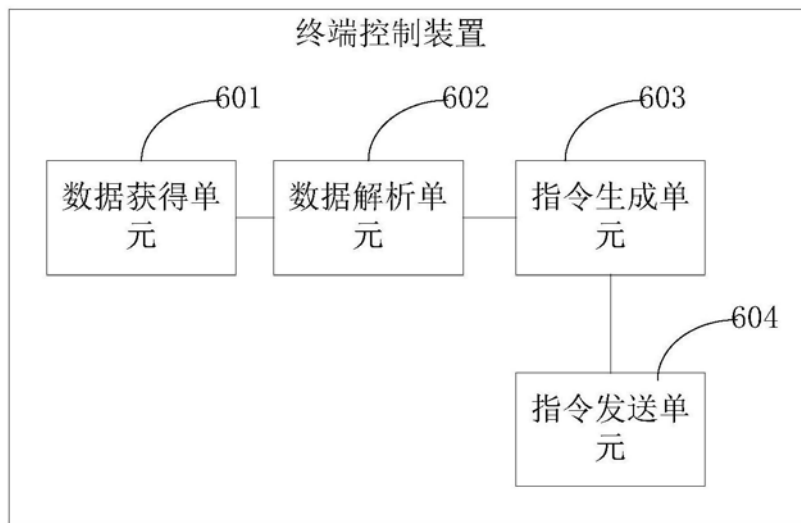 终端控制装置
601
602
603
数据获得单
元
数据解析单
元
指令生成单
元
604
指令发送单
元